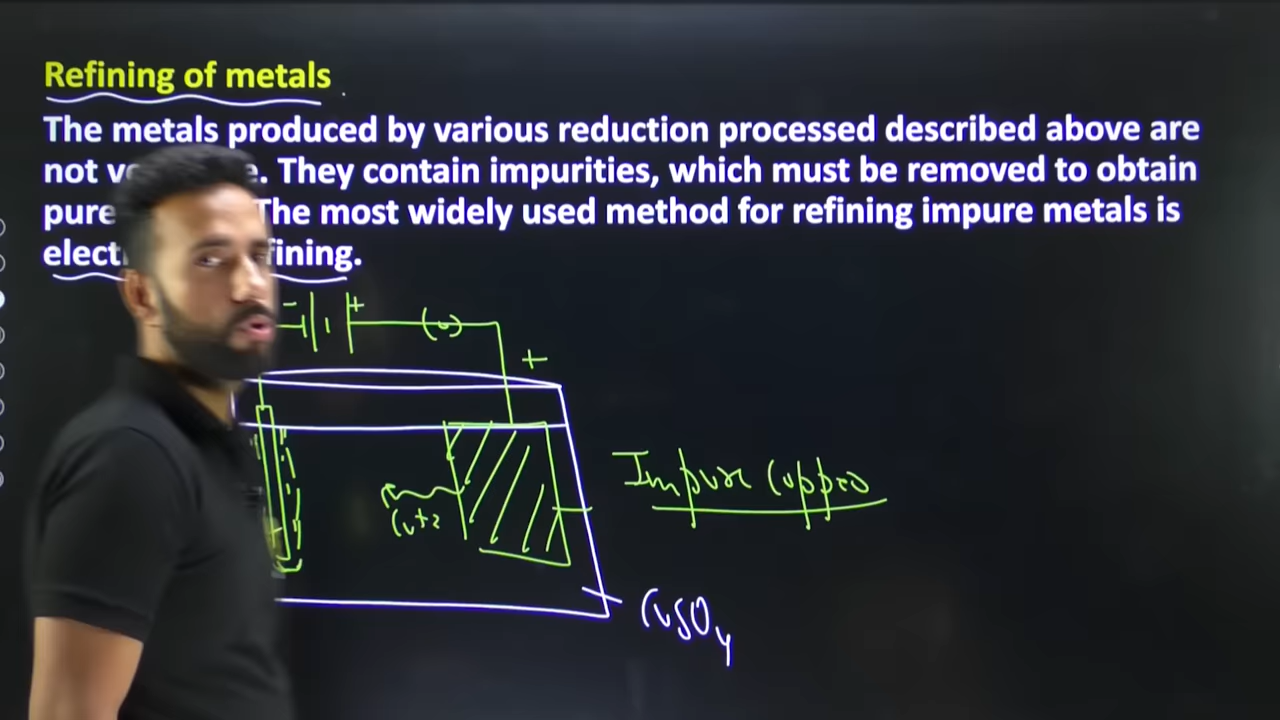 Refining of metals
The metals produced by various reduction processed described above are
not e. They contain impurities, which must be removed to obtain
pure The most widely used method for refining impure metals is
elect fining.
- +
+
Impure Copper
Cu+2
CuSO4